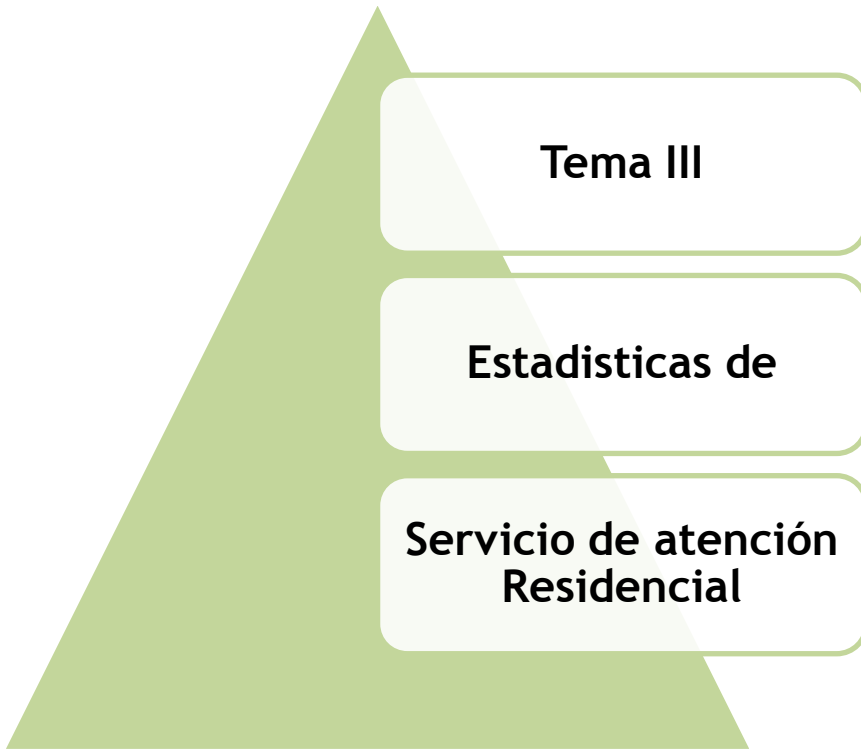 Tema III
Estadisticas de
Servicio de atención
Residencial